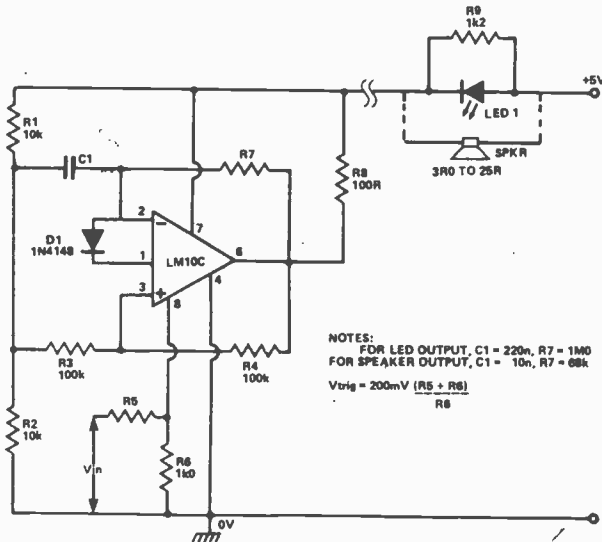 R9
1k2
+5V
LED 1
SPKR
3R0 TO 25R
R1
10k
C1
R7
R8
100R
2
−
7
D1
1N4148
1
LM10C
6
3
+
8
4
R3
100k
R4
100k
R2
10k
R5
Vin
R6
1k0
0V
NOTES:
FOR LED OUTPUT, C1 = 220n, R7 = 1M0
FOR SPEAKER OUTPUT, C1 = 10n, R7 = 68k
Vtrig = 200mV (R5 + R6)
R6